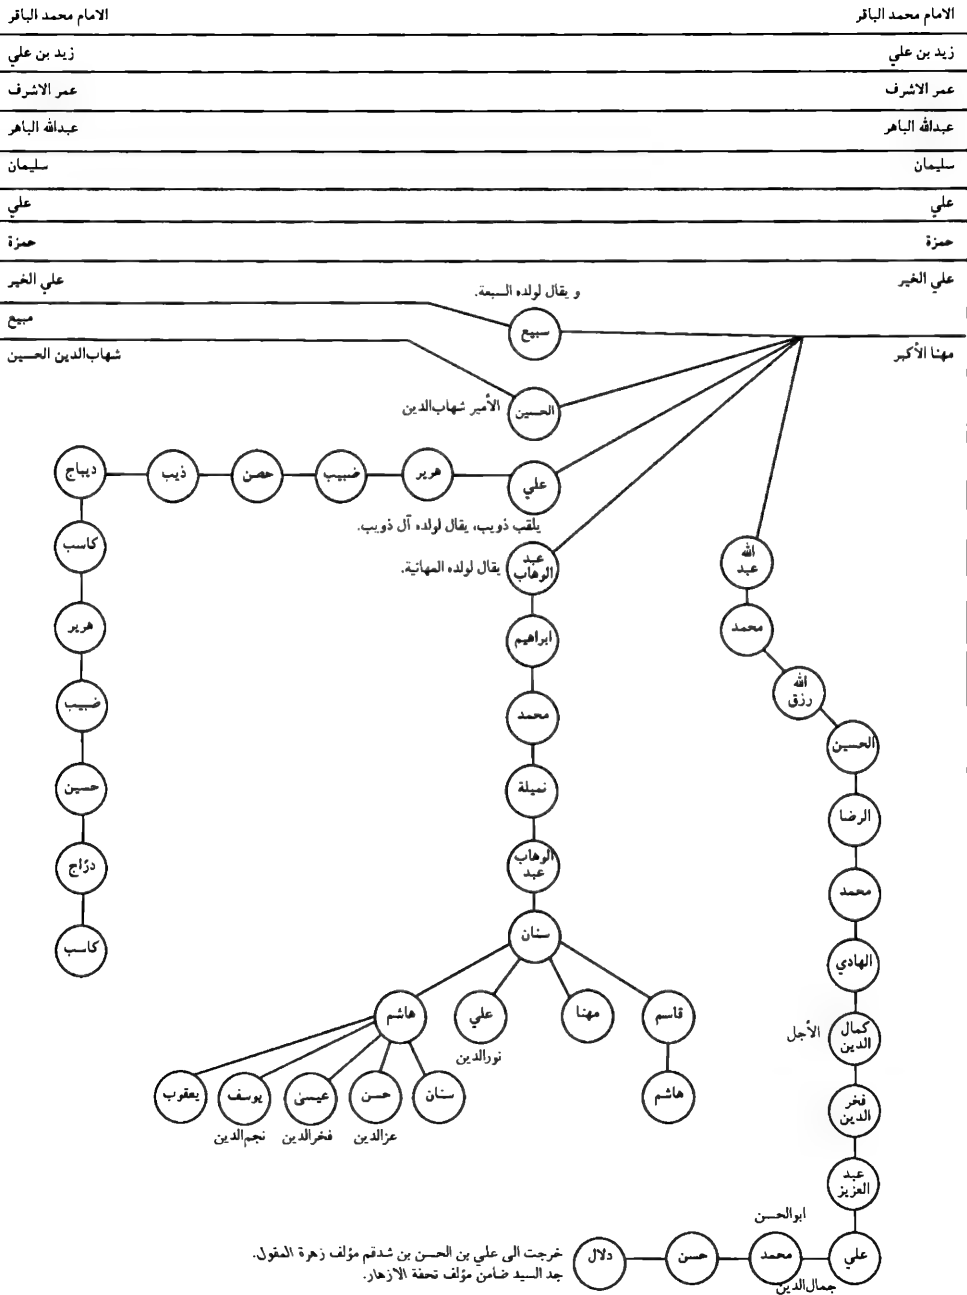 الامام محمد الباقر
الامام محمد الباقر
زيد بن علي
زيد بن علي
عمر الاشرف
عمر الاشرف
عبدالله الباهر
عبدالله الباهر
سليمان
سليمان
علي
علي
حمزة
حمزة
علي الخير
علي الخير
و يقال لولده السبعة.
سبيع
مبيع
مهنا الأكبر
شهاب‌الدين الحسين
الحسين
الأمير شهاب‌الدين
علي
هرير
ضبيب
حصن
ذيب
ديباج
يلقب ذويب، يقال لولده آل ذويب.
كاسب
هرير
ضبيب
حسين
درّاج
كاسب
عبد
الوهاب
يقال لولده المهانية.
ابراهيم
محمد
نميلة
الوهاب
عبد
سنان
قاسم
مهنا
علي
هاشم
نورالدين
هاشم
سنان
حسن
عيسى
يوسف
يعقوب
عزالدين
فخرالدين
نجم‌الدين
الله
عبد
محمد
الله
رزق
الحسين
الرضا
محمد
الهادي
كمال
الدين
الأجل
فخر
الدين
عبد
العزيز
ابوالحسن
علي
محمد
حسن
دلال
جمال‌الدين
خرجت الى علي بن الحسن بن شدقم مؤلف زهرة المقول.
جد السيد ضامن مؤلف تحفة الازهار.